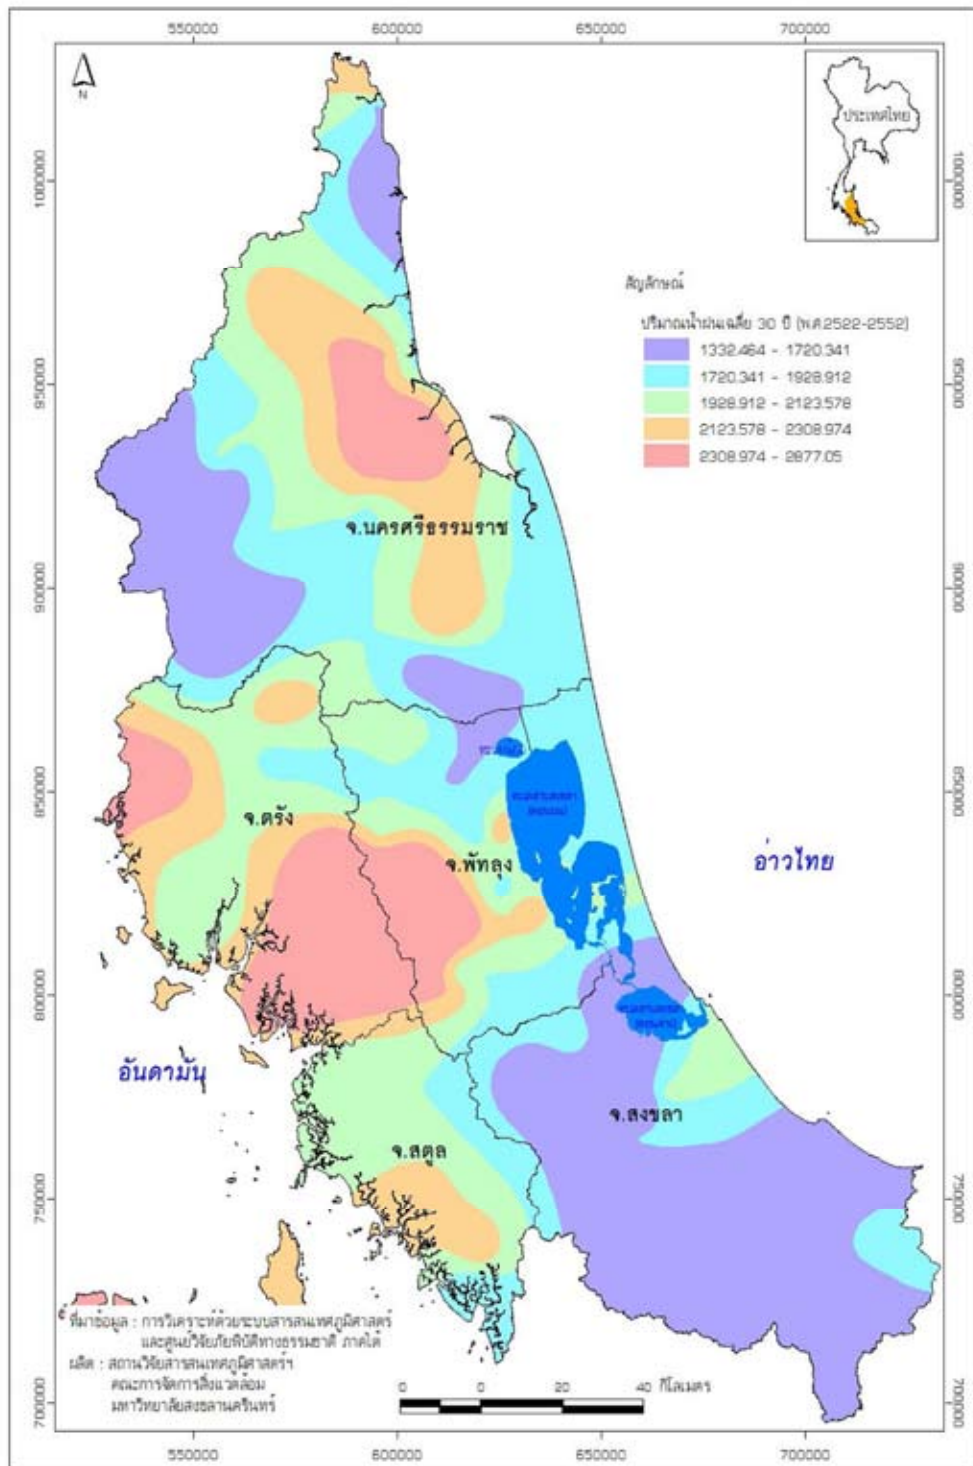 550000 600000 650000 700000
N
ประเทศไทย
1000000
1000000
สัญลักษณ์
ปริมาณน้ำฝนเฉลี่ย 30 ปี (พ.ศ.2522-2552)
1332.464 - 1720.341
1720.341 - 1928.912
1928.912 - 2123.578
2123.578 - 2308.974
2308.974 - 2877.05
950000
950000
จ.นครศรีธรรมราช
900000
900000
850000
850000
จ.ตรัง
จ.พัทลุง
อ่าวไทย
800000
800000
อันดามัน
จ.สงขลา
จ.สตูล
750000
750000
ที่มาข้อมูล : การวิเคราะห์ด้วยระบบสารสนเทศภูมิศาสตร์
และศูนย์วิจัยภัยพิบัติทางธรรมชาติ ภาคใต้
ผลิต : สถานวิจัยสารสนเทศภูมิศาสตร์ฯ
คณะการจัดการสิ่งแวดล้อม
มหาวิทยาลัยสงขลานครินทร์
0 0 20 40 กิโลเมตร
700000
700000
550000 600000 650000 700000